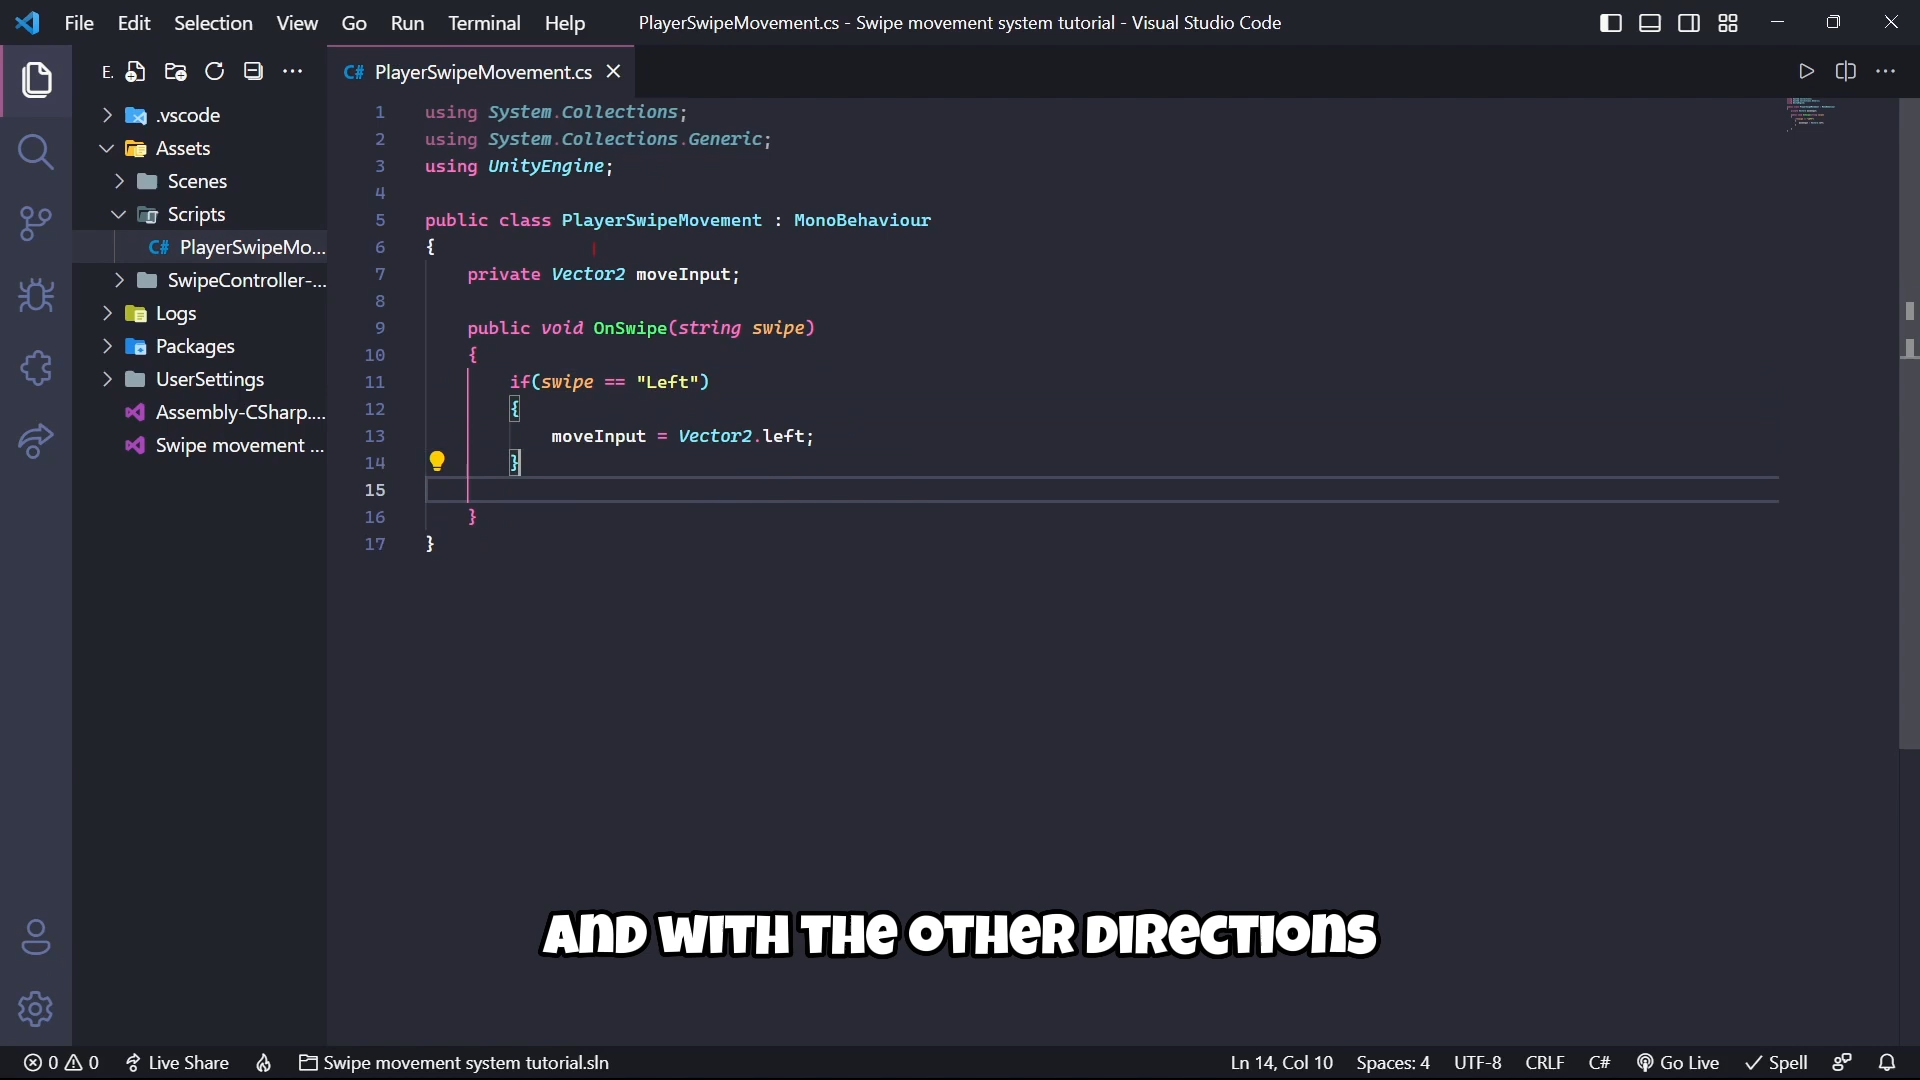 File Edit Selection View Go Run Terminal Help PlayerSwipeMovement.cs - Swipe movement system tutorial - Visual Studio Code
E.
C# PlayerSwipeMovement.cs
.vscode
Assets
Scenes
Scripts
C# PlayerSwipeMo...
SwipeController-...
Logs
Packages
UserSettings
Assembly-CSharp....
Swipe movement ...
1 using System.Collections;
2 using System.Collections.Generic;
3 using UnityEngine;
4
5 public class PlayerSwipeMovement : MonoBehaviour
6 {
7 private Vector2 moveInput;
8
9 public void OnSwipe(string swipe)
10 {
11 if(swipe == "Left")
12 {
13 moveInput = Vector2.left;
14 }
15
16 }
17 }
AND WITH THE OTHER DIRECTIONS
0 0 Live Share Swipe movement system tutorial.sln Ln 14, Col 10 Spaces: 4 UTF-8 CRLF C# Go Live Spell